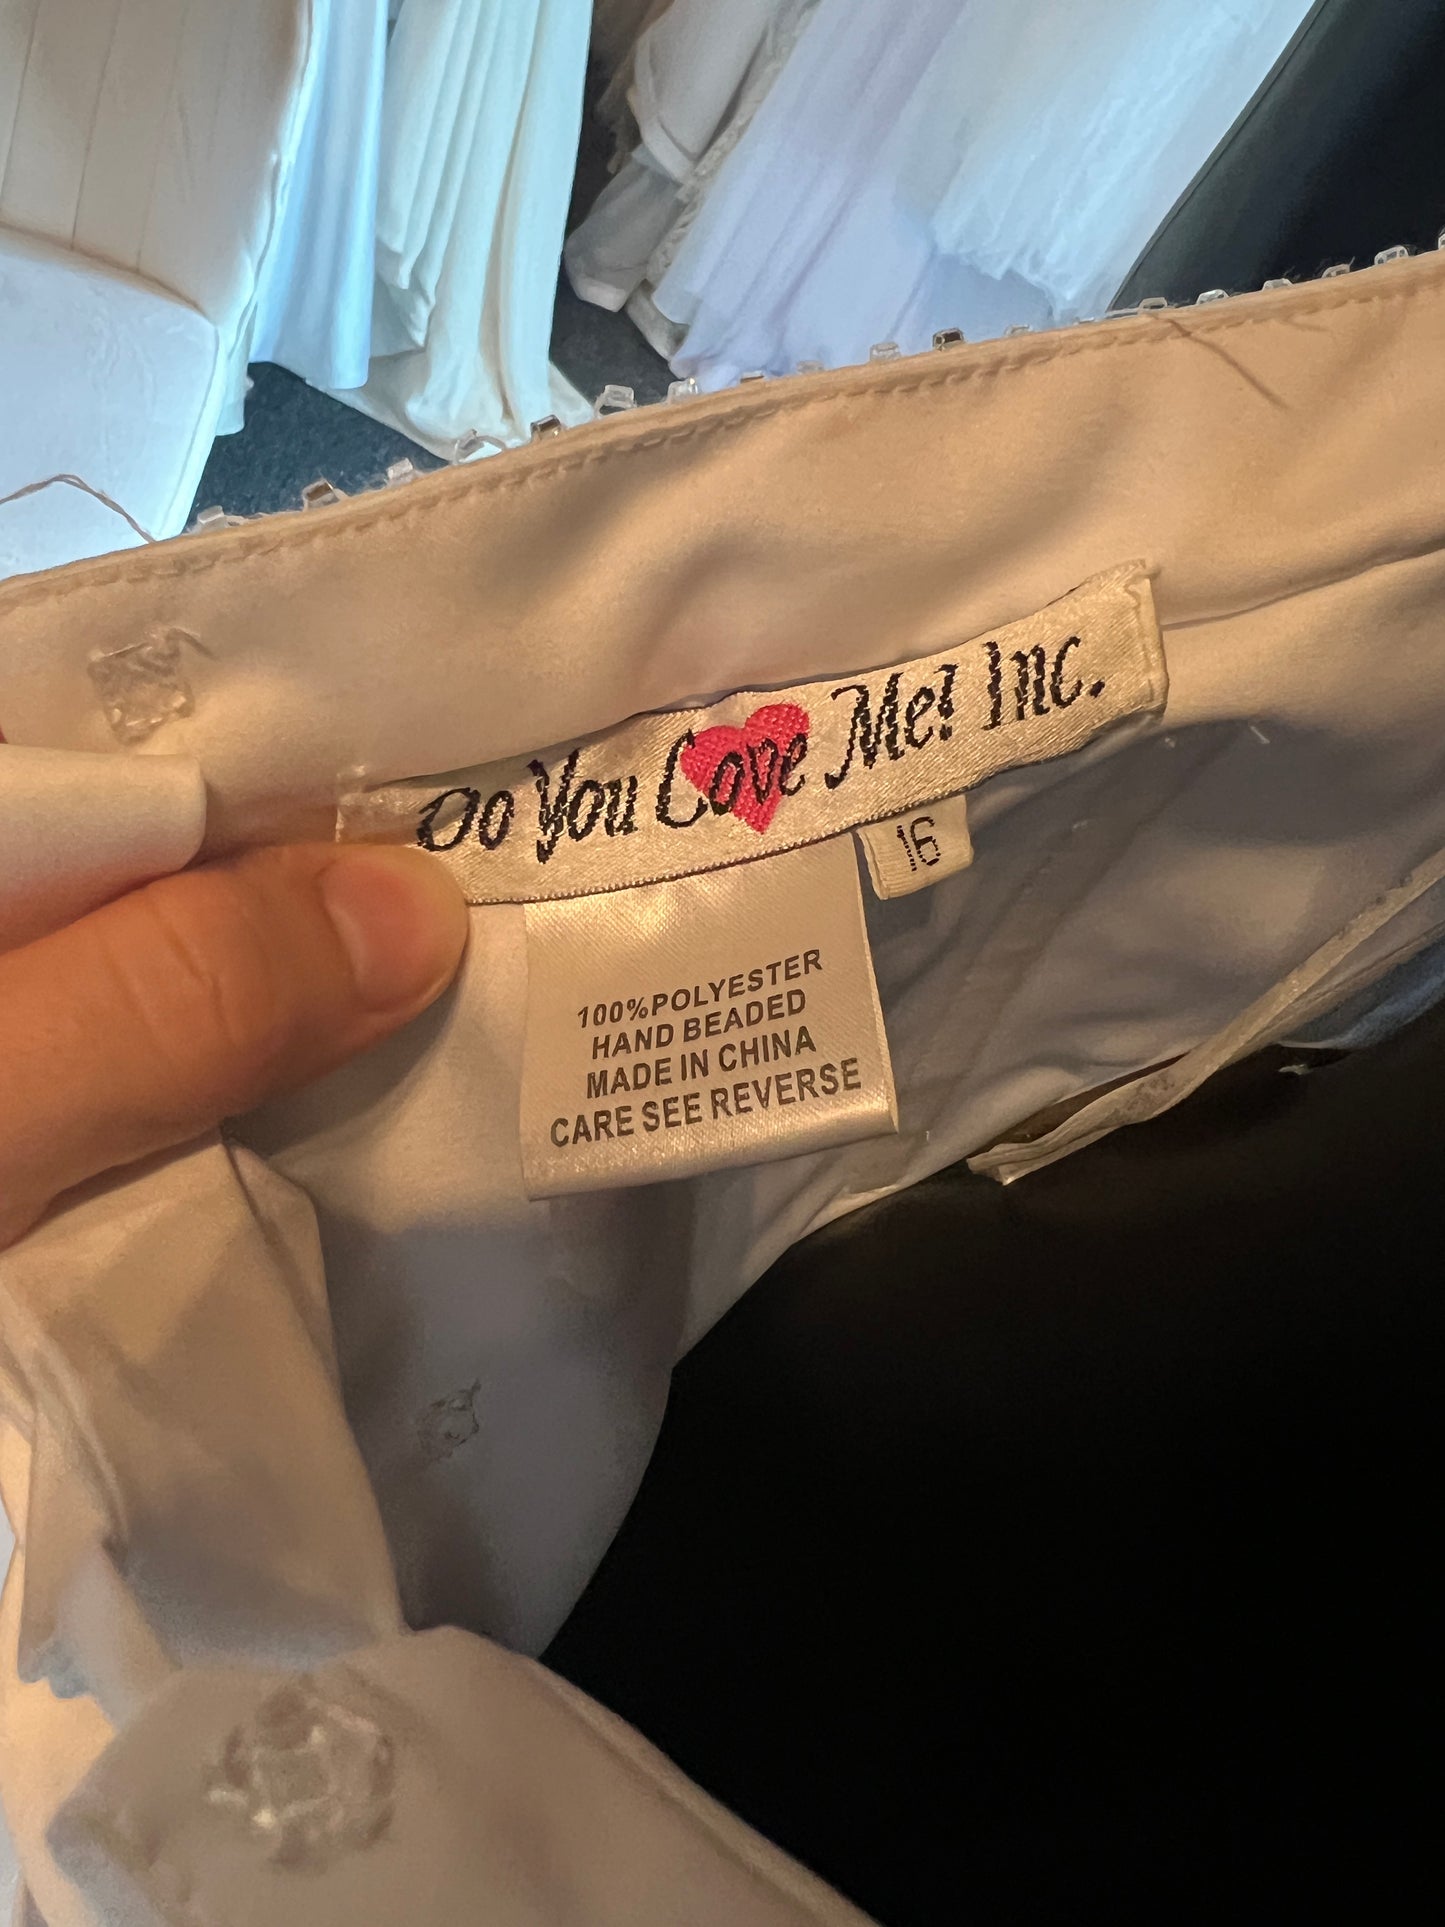 Do You Love Me! Inc.
16
100%POLYESTER
HAND BEADED
MADE IN CHINA
CARE SEE REVERSE